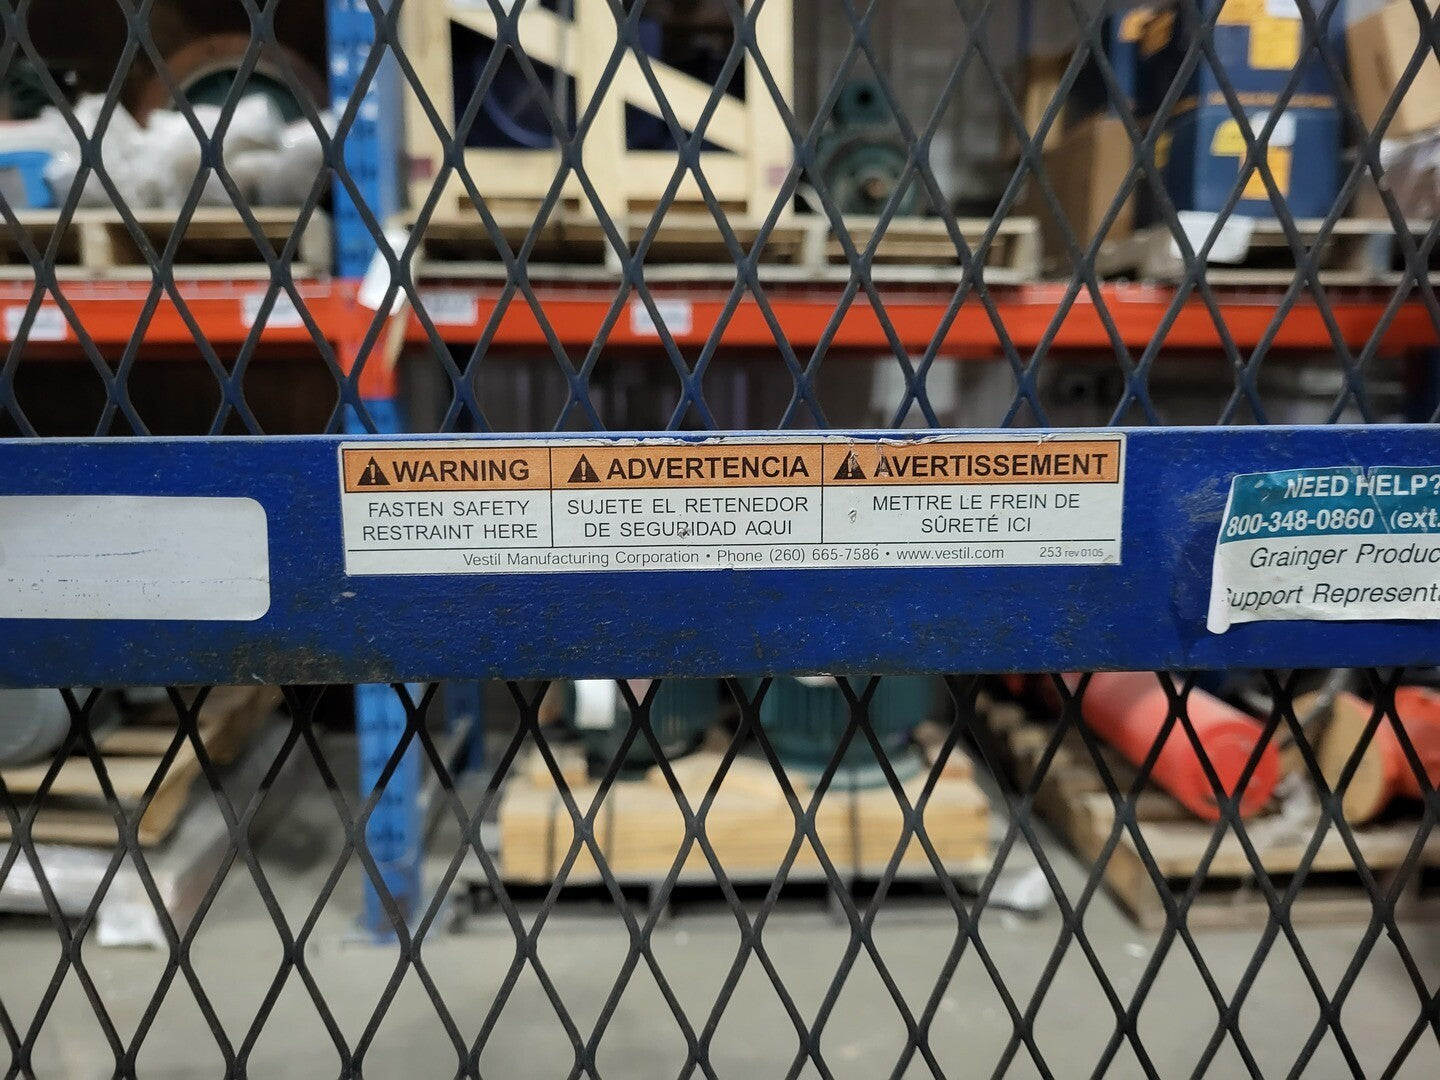 WARNING
FASTEN SAFETY
RESTRAINT HERE
ADVERTENCIA
SUJETE EL RETENEDOR
DE SEGURIDAD AQUI
AVERTISSEMENT
METTRE LE FREIN DE
SÛRETÉ ICI
Vestil Manufacturing Corporation • Phone (260) 665-7586 • www.vestil.com 253 rev 0105
NEED HELP?
800-348-0860 (ext.
Grainger Produc
upport Represent